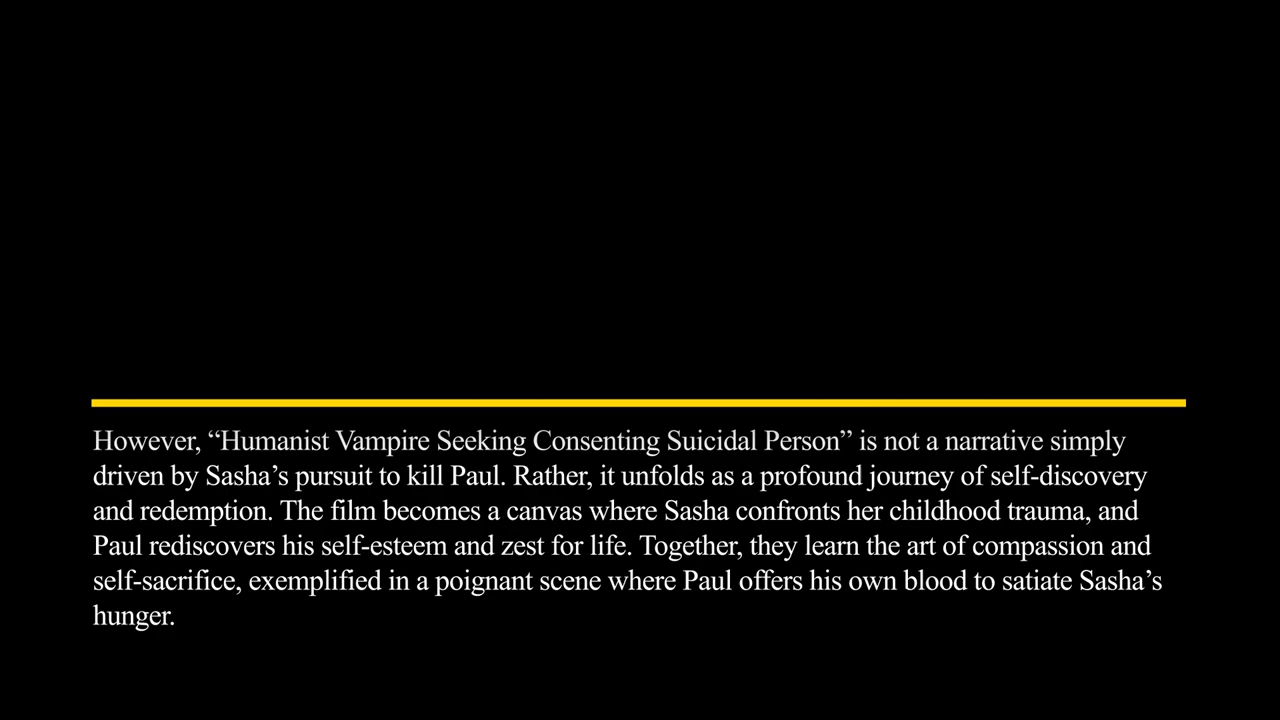 However, “Humanist Vampire Seeking Consenting Suicidal Person” is not a narrative simply
driven by Sasha’s pursuit to kill Paul. Rather, it unfolds as a profound journey of self-discovery
and redemption. The film becomes a canvas where Sasha confronts her childhood trauma, and
Paul rediscovers his self-esteem and zest for life. Together, they learn the art of compassion and
self-sacrifice, exemplified in a poignant scene where Paul offers his own blood to satiate Sasha’s
hunger.